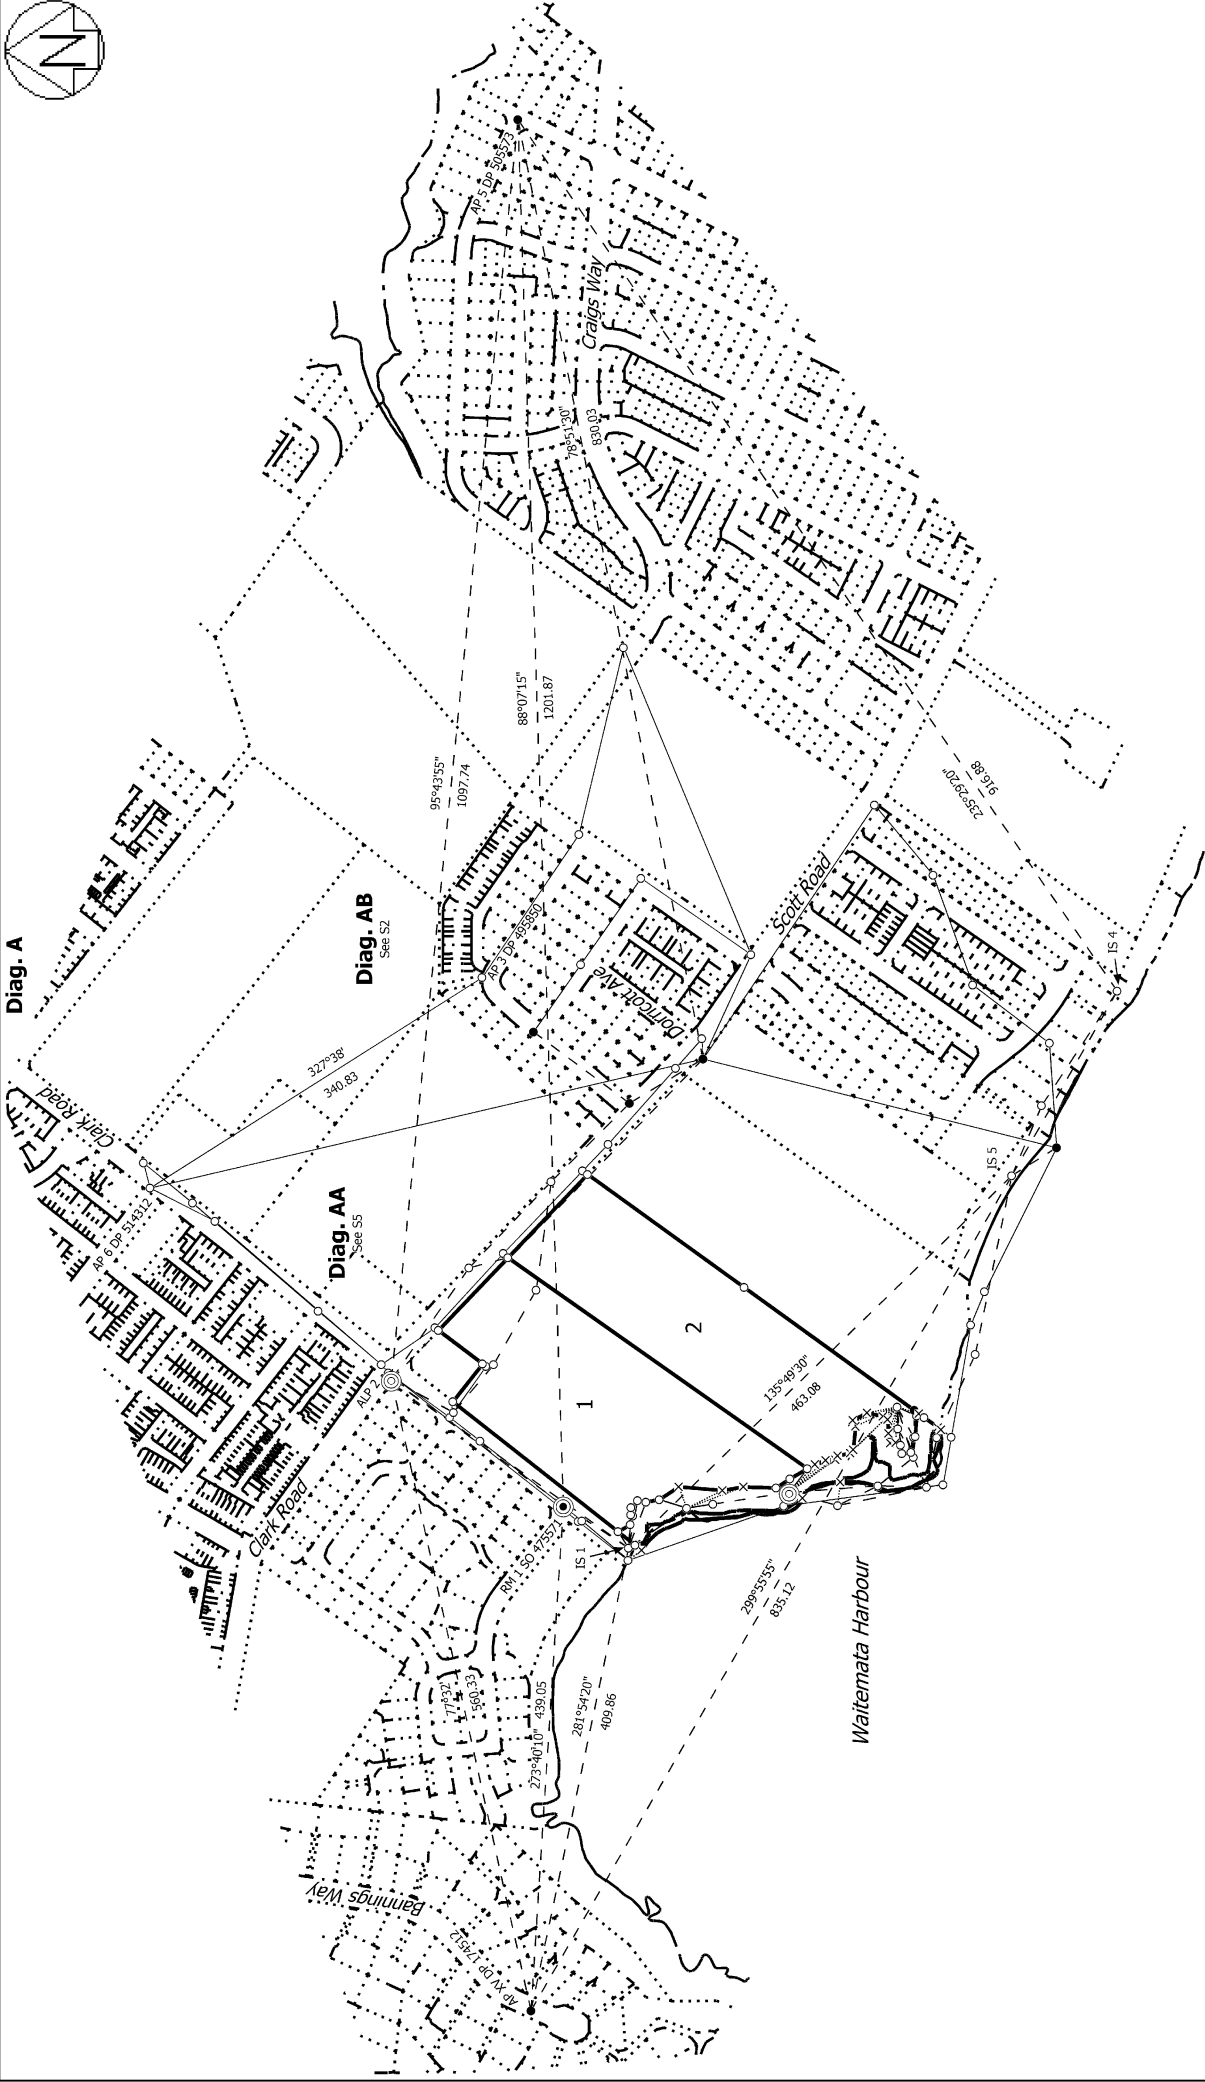 Diag. A
N
Clark Road
AP 6 DP 514312
327°38'
340.83
Diag. AB
See S2
Diag. AA
See S5
95°43'55"
1097.74
88°07'15"
1201.87
78°51'30"
830.03
AP 5 DP 505573
Craigs Way
AP 3 DP 495850
Dornicott Ave
Scott Road
235°29'20"
916.88
IS 4
IS 5
ALP 2
Clark Road
1
2
135°49'30"
463.08
RM 1 SO 475571
IS 1
77°32'
560.33
273°40'10"
439.05
281°54'20"
409.86
299°55'55"
835.12
Waitemata Harbour
Bannings Way
AP XV DP 174512